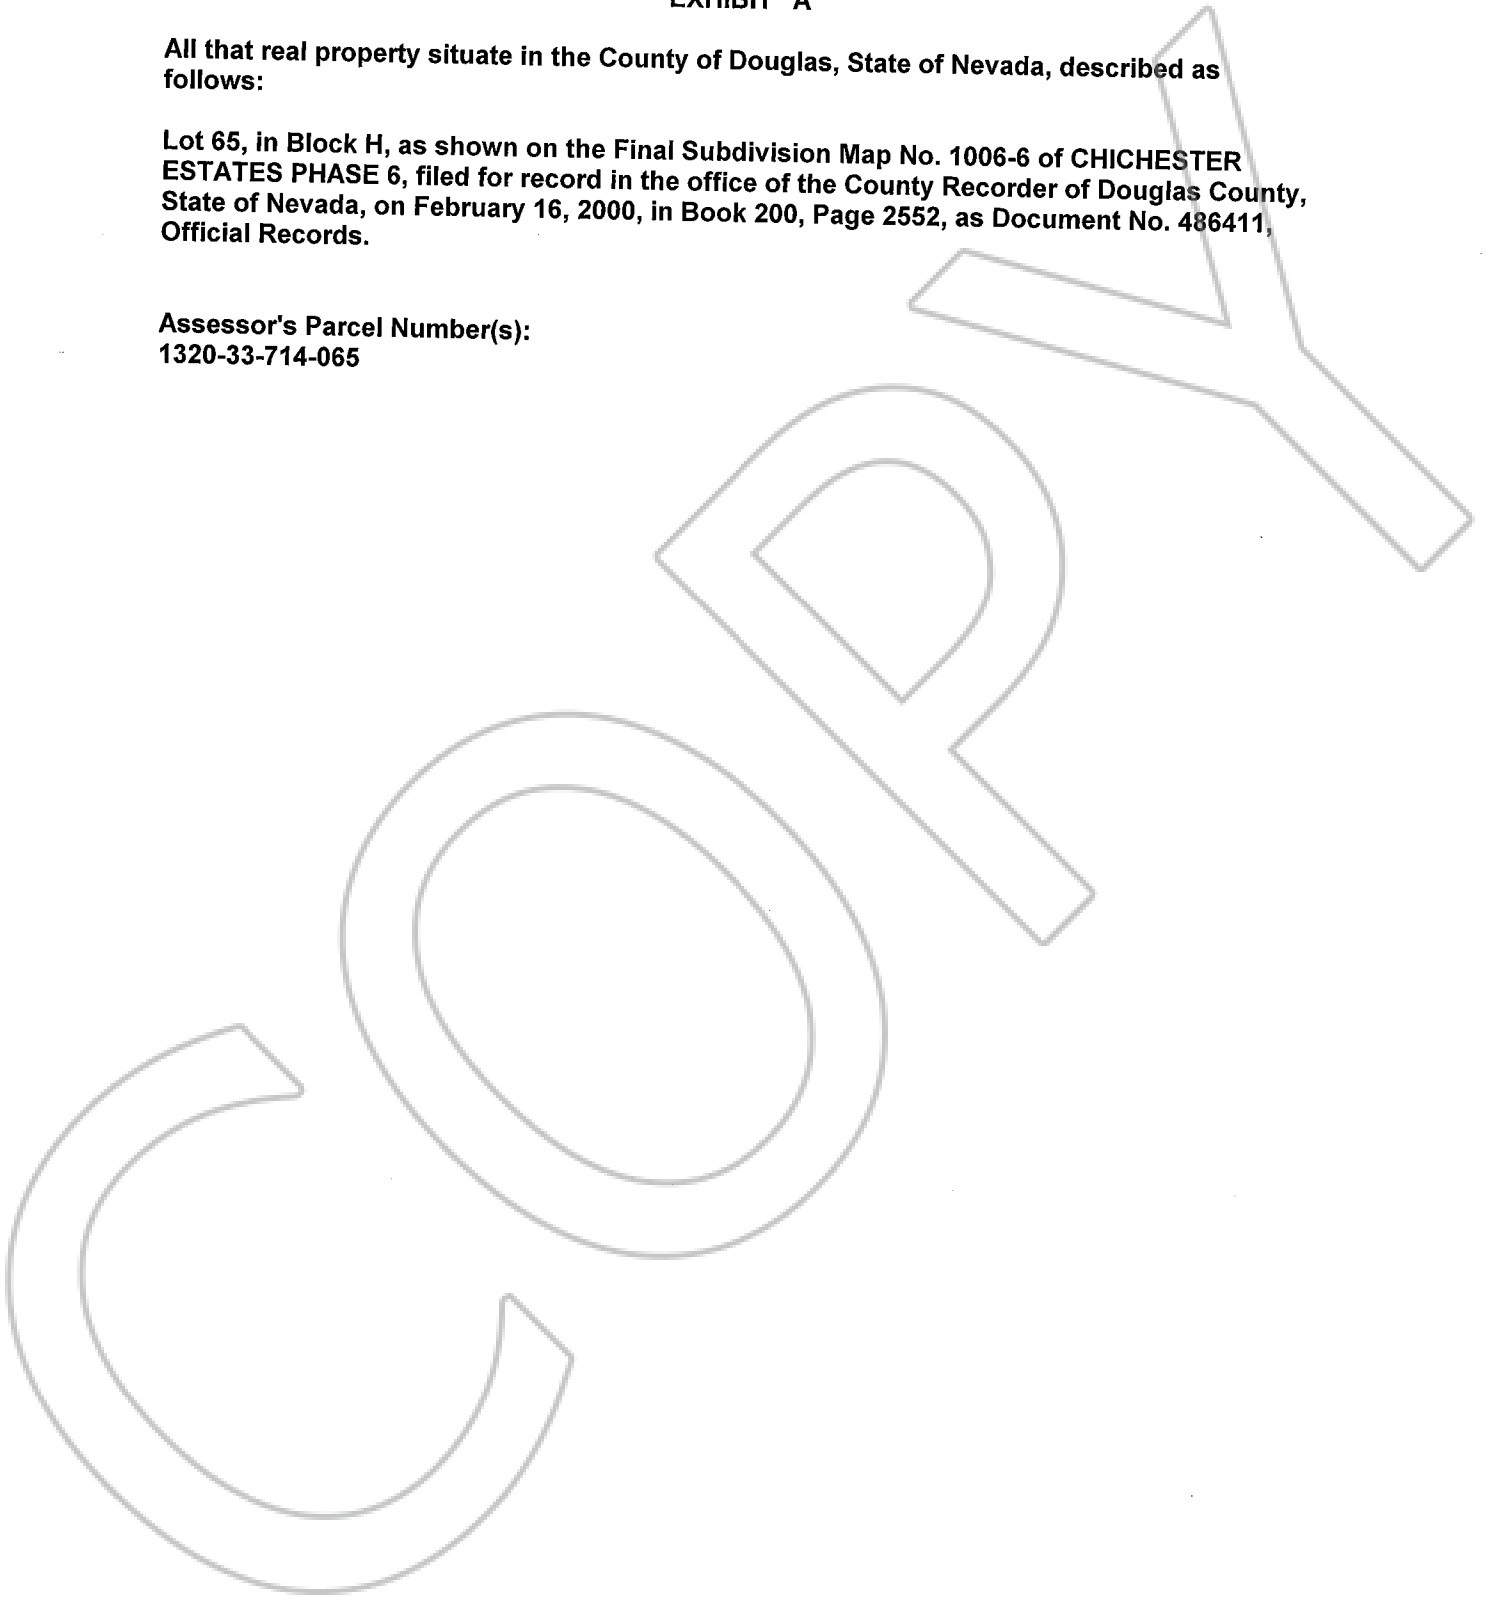 EXHIBIT "A"
All that real property situate in the County of Douglas, State of Nevada, described as
follows:
Lot 65, in Block H, as shown on the Final Subdivision Map No. 1006-6 of CHICHESTER
ESTATES PHASE 6, filed for record in the office of the County Recorder of Douglas County,
State of Nevada, on February 16, 2000, in Book 200, Page 2552, as Document No. 486411,
Official Records.
Assessor's Parcel Number(s):
1320-33-714-065
COPY